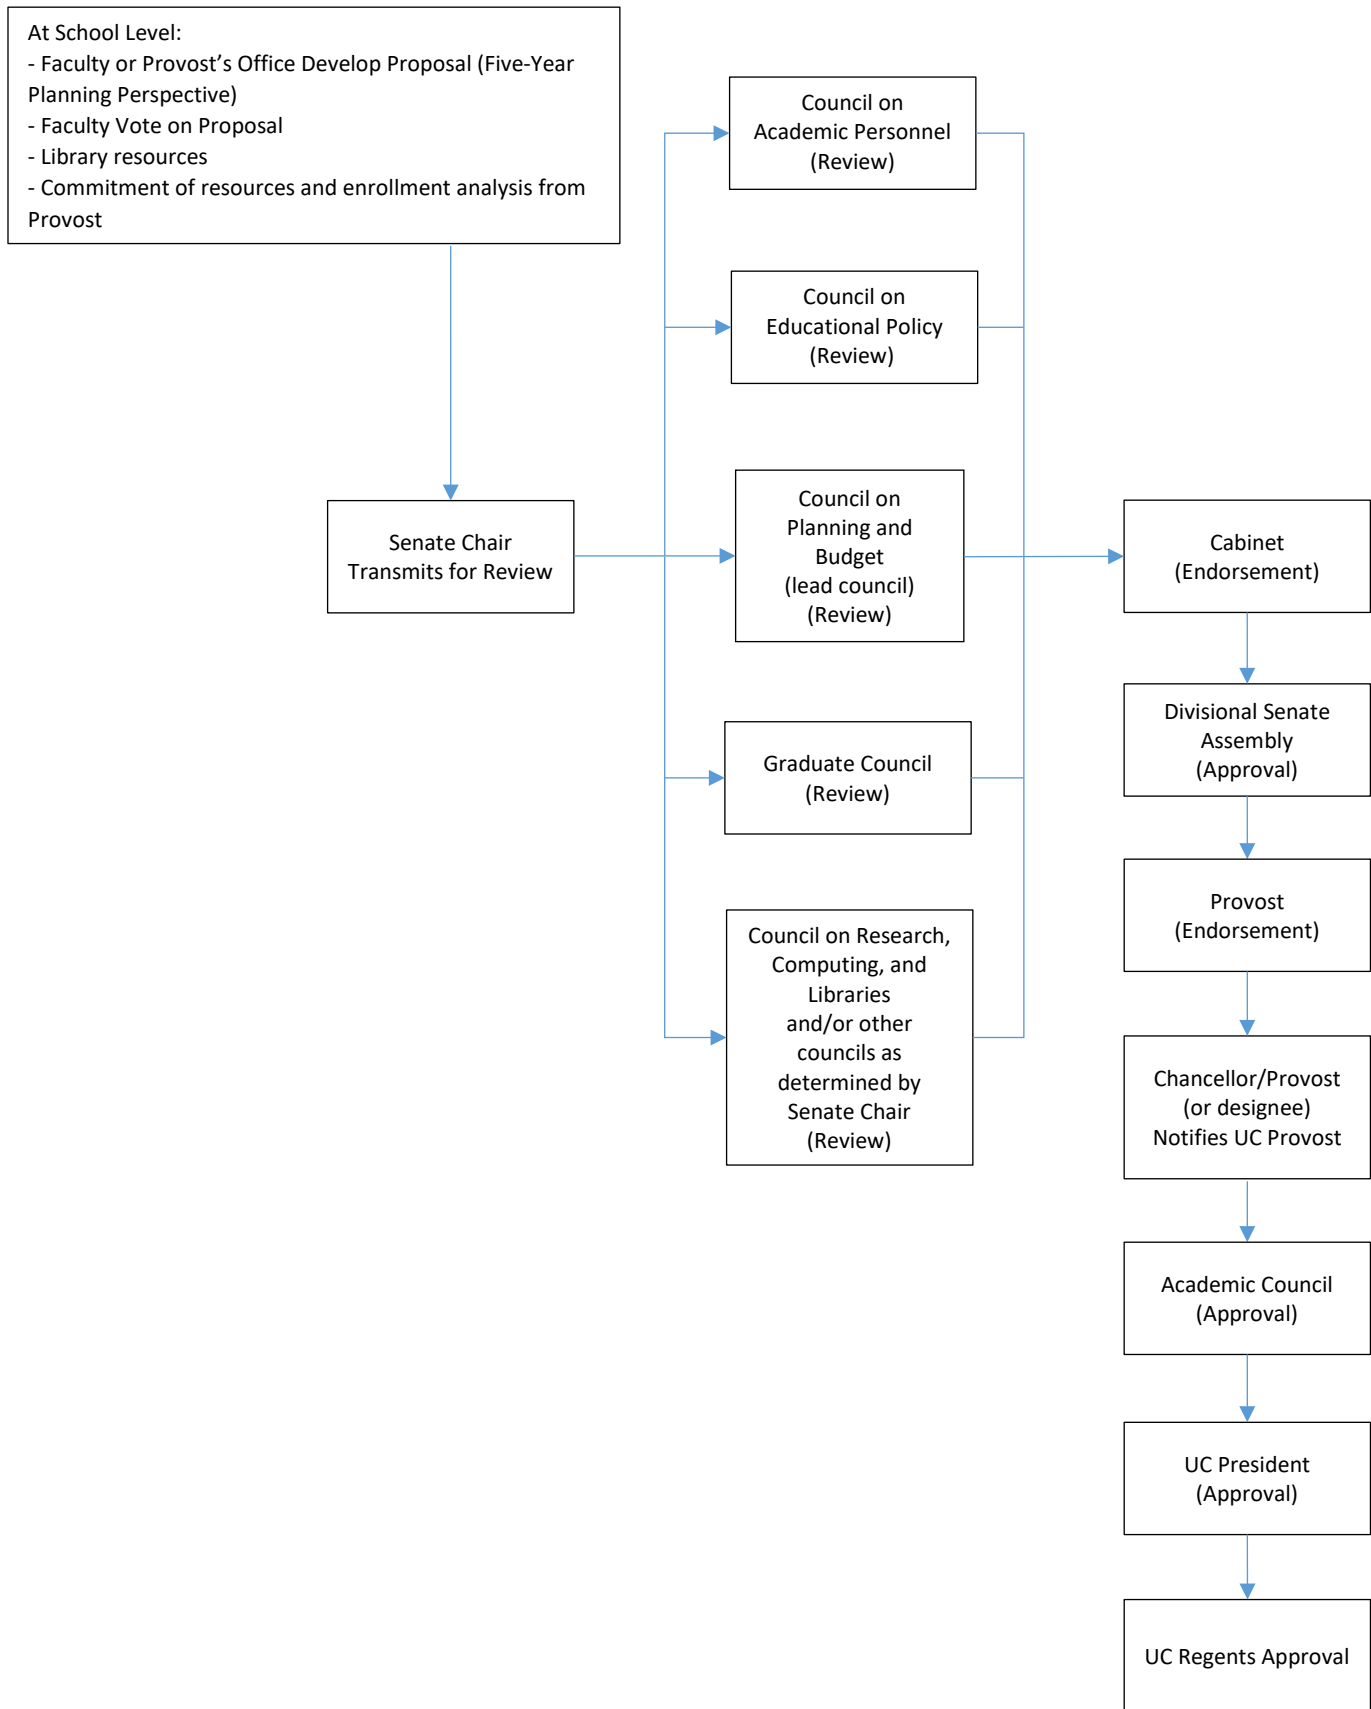 At School Level:
- Faculty or Provost’s Office Develop Proposal (Five-Year
Planning Perspective)
- Faculty Vote on Proposal
- Library resources
- Commitment of resources and enrollment analysis from
Provost
Senate Chair
Transmits for Review
Council on
Academic Personnel
(Review)
Council on
Educational Policy
(Review)
Council on
Planning and
Budget
(lead council)
(Review)
Graduate Council
(Review)
Council on Research,
Computing, and
Libraries
and/or other
councils as
determined by
Senate Chair
(Review)
Cabinet
(Endorsement)
Divisional Senate
Assembly
(Approval)
Provost
(Endorsement)
Chancellor/Provost
(or designee)
Notifies UC Provost
Academic Council
(Approval)
UC President
(Approval)
UC Regents Approval